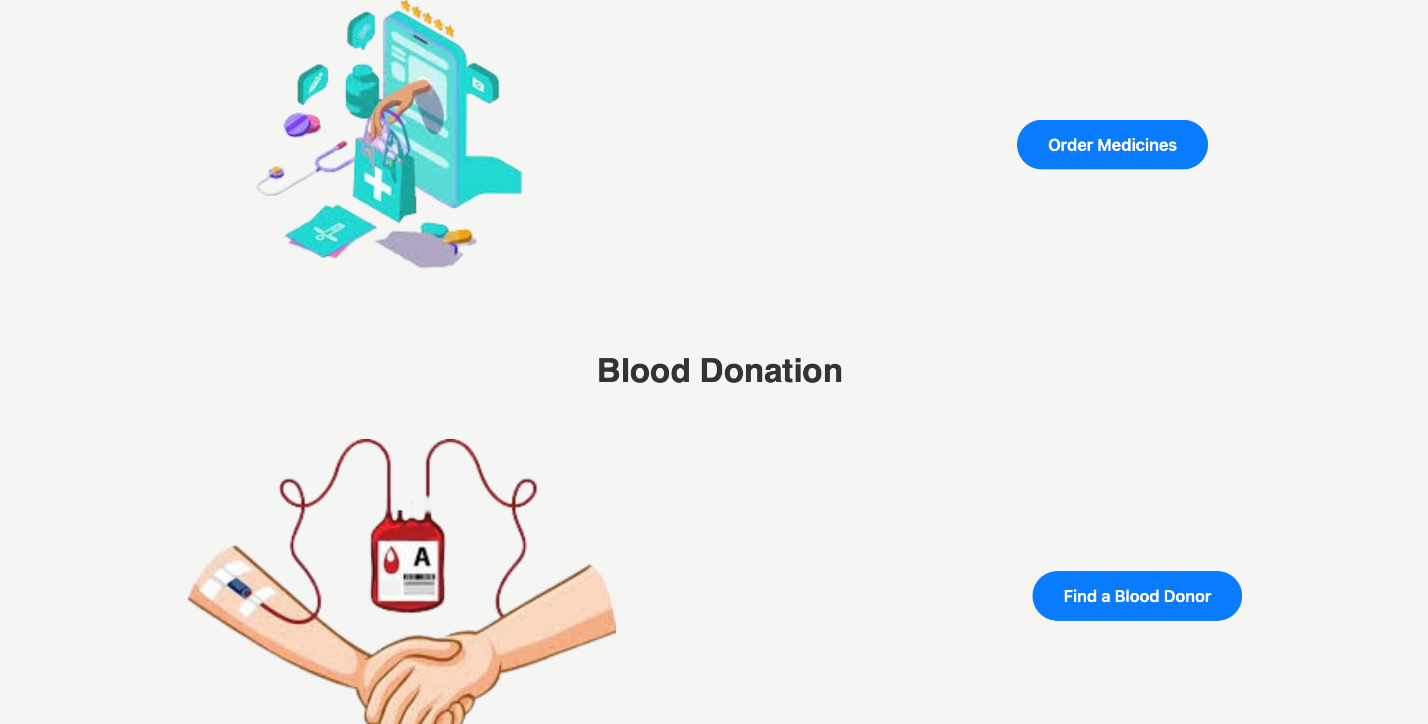 Order Medicines
Blood Donation
A
Find a Blood Donor